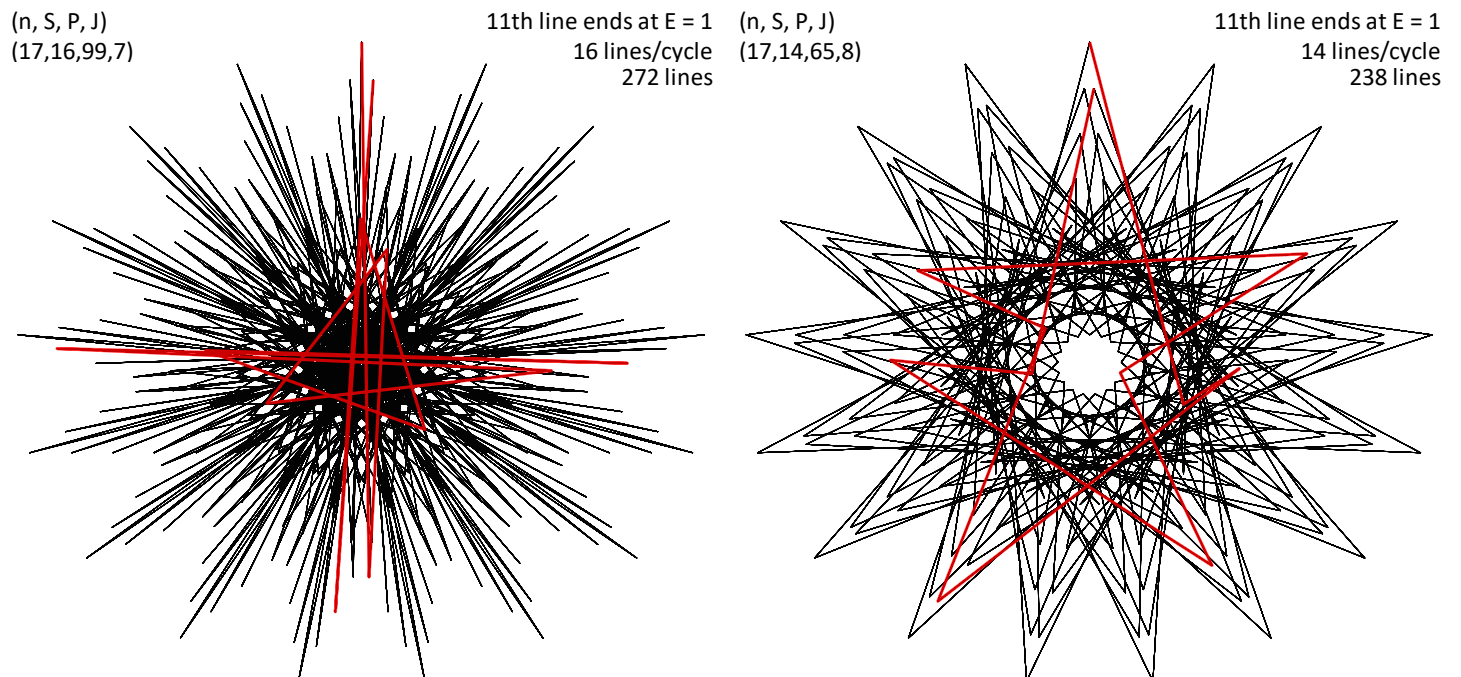 (n, S, P, J)
(17,16,99,7)
11th line ends at E = 1
16 lines/cycle
272 lines
(n, S, P, J)
(17,14,65,8)
11th line ends at E = 1
14 lines/cycle
238 lines